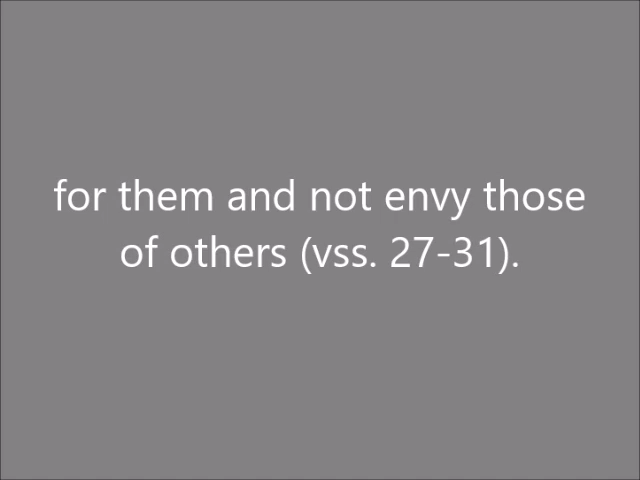 for them and not envy those
of others (vss. 27-31).